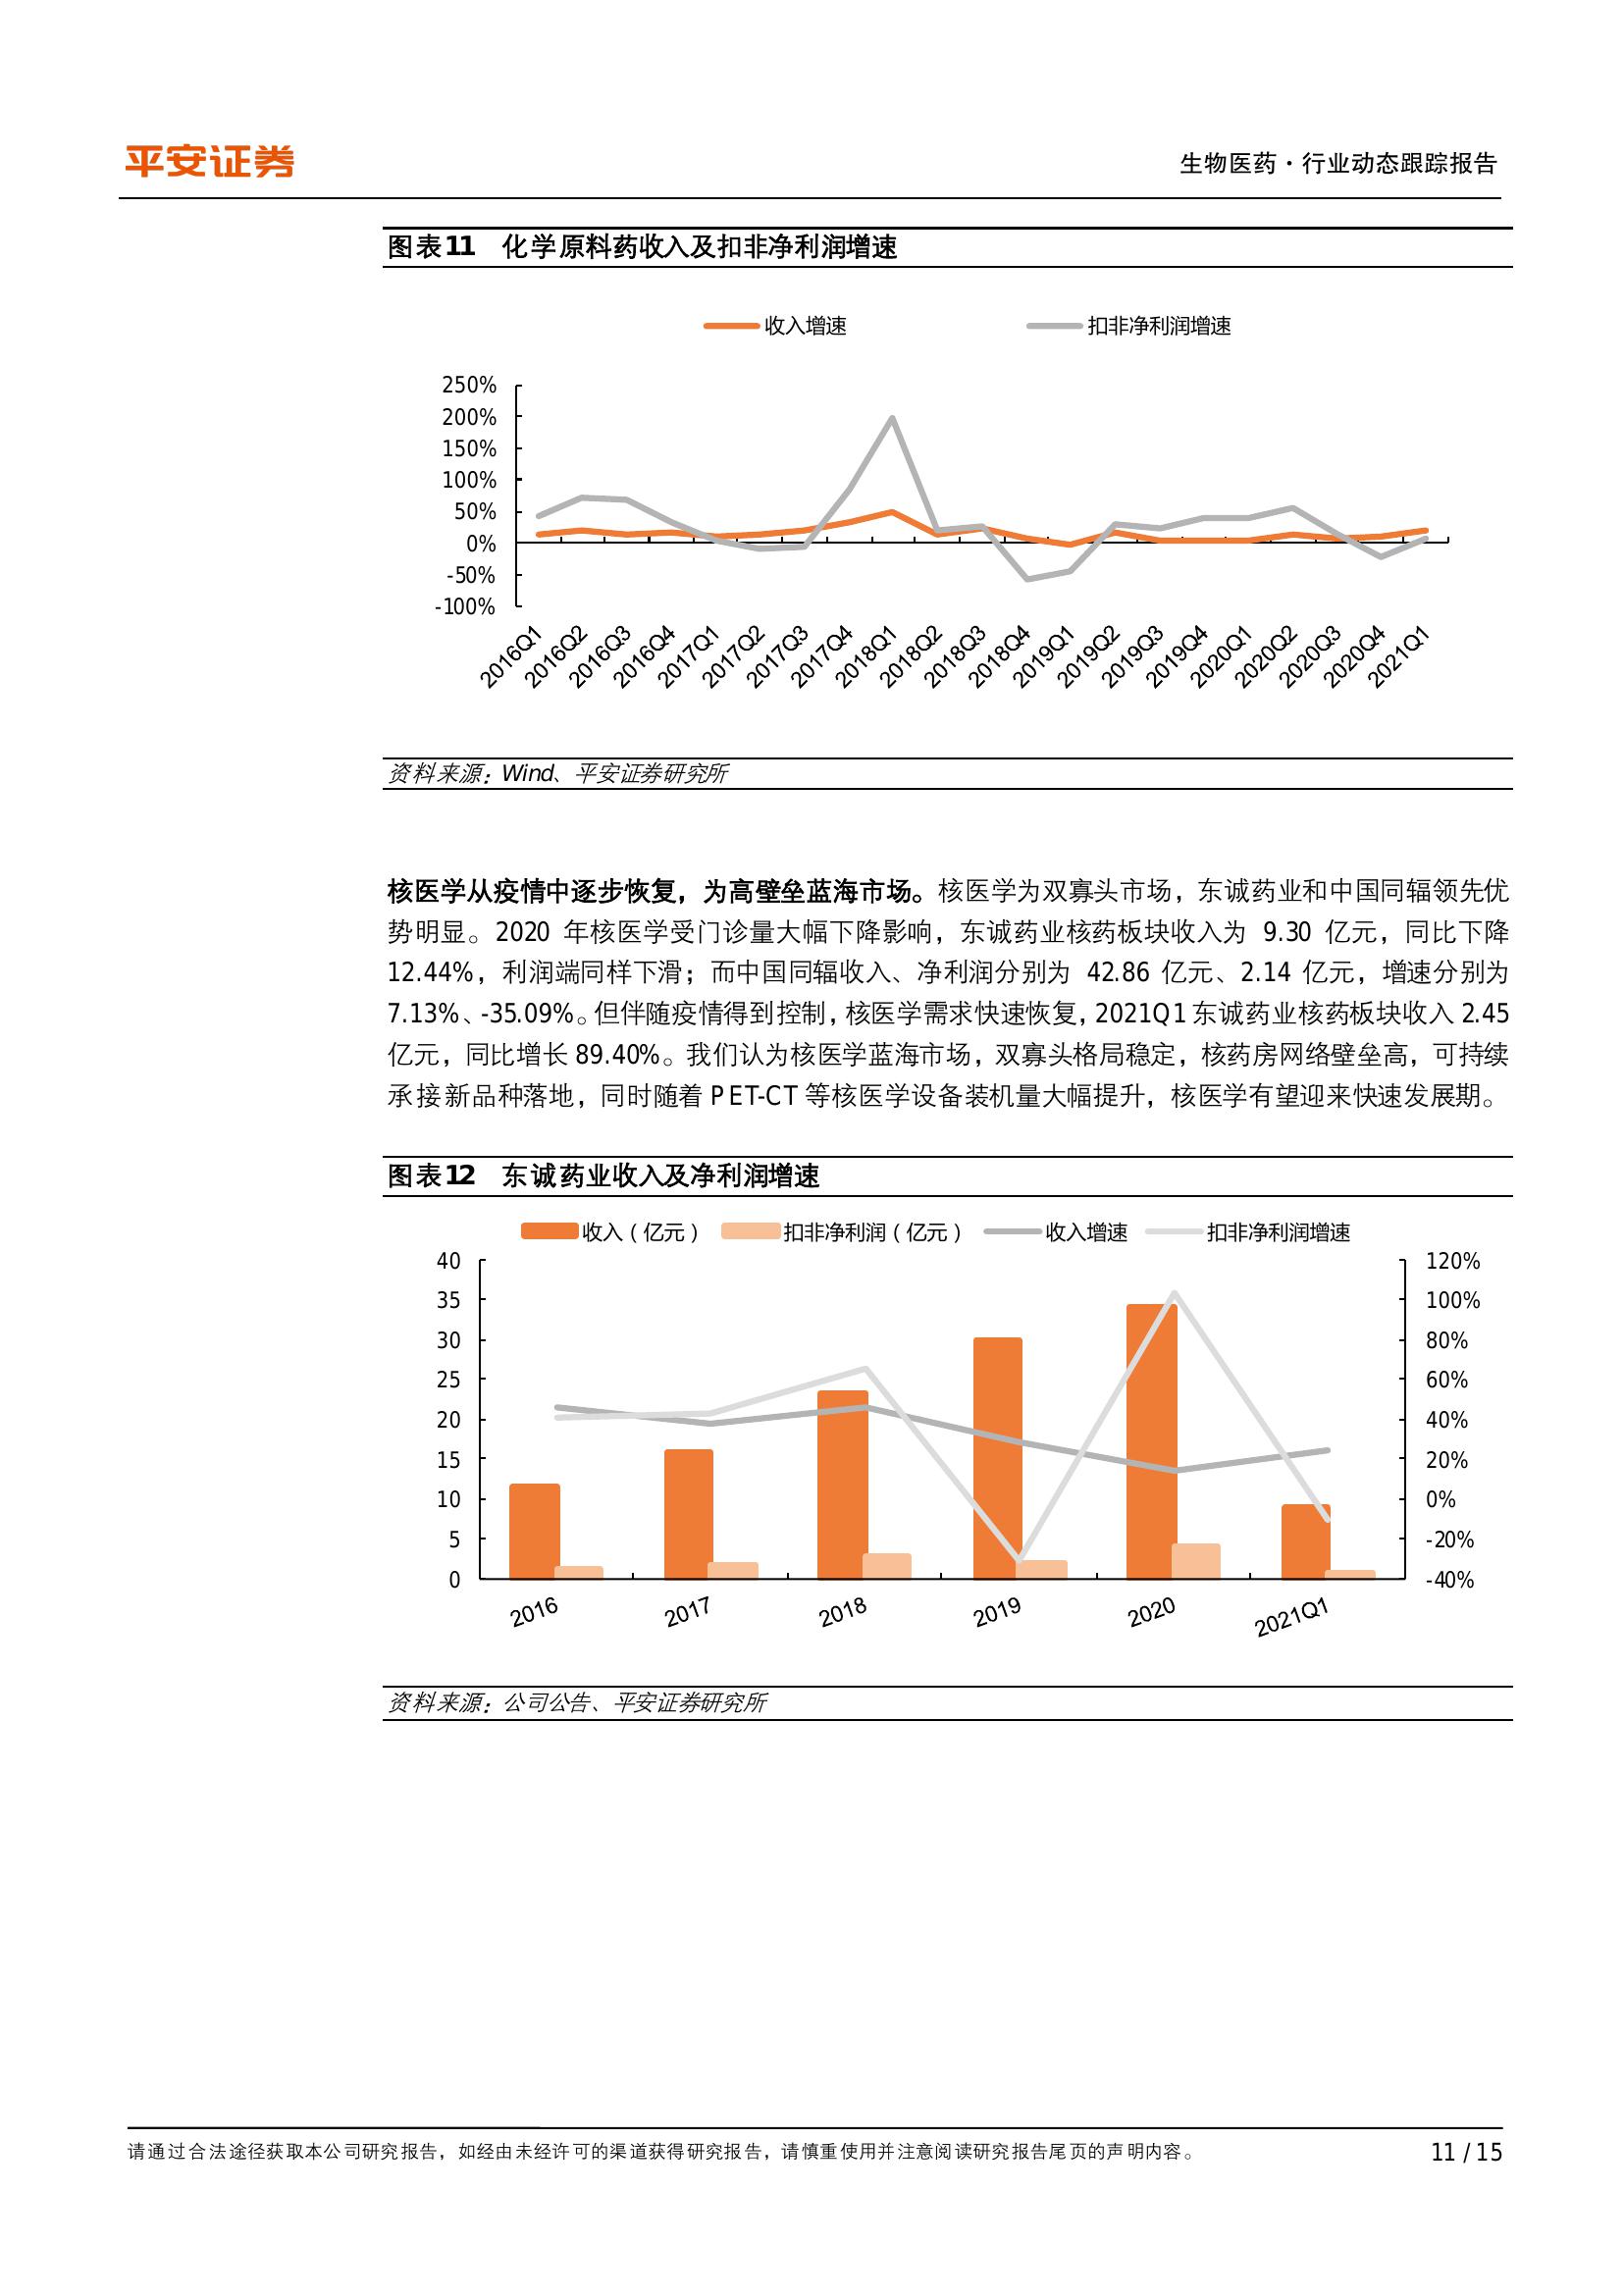 平安证券
生物医药·行业动态跟踪报告
图表11 化学原料药收入及扣非净利润增速
收入增速 扣非净利润增速
250%
200%
150%
100%
50%
0%
-50%
-100%
2016Q1 2016Q2 2016Q3 2016Q4 2017Q1 2017Q2 2017Q3 2017Q4 2018Q1 2018Q2 2018Q3 2018Q4 2019Q1 2019Q2 2019Q3 2019Q4 2020Q1 2020Q2 2020Q3 2020Q4 2021Q1
资料来源：Wind、平安证券研究所
核医学从疫情中逐步恢复，为高壁垒蓝海市场。核医学为双寡头市场，东诚药业和中国同辐领先优
势明显。2020 年核医学受门诊量大幅下降影响，东诚药业核药板块收入为 9.30 亿元，同比下降
12.44%，利润端同样下滑；而中国同辐收入、净利润分别为 42.86 亿元、2.14 亿元，增速分别为
7.13%、-35.09%。但伴随疫情得到控制，核医学需求快速恢复，2021Q1 东诚药业核药板块收入 2.45
亿元，同比增长 89.40%。我们认为核医学蓝海市场，双寡头格局稳定，核药房网络壁垒高，可持续
承接新品种落地，同时随着 PET-CT 等核医学设备装机量大幅提升，核医学有望迎来快速发展期。
图表12 东诚药业收入及净利润增速
收入（亿元） 扣非净利润（亿元） 收入增速 扣非净利润增速
40 120%
35 100%
30 80%
25 60%
20 40%
15 20%
10 0%
5 -20%
0 -40%
2016 2017 2018 2019 2020 2021Q1
资料来源：公司公告、平安证券研究所
请通过合法途径获取本公司研究报告，如经由未经许可的渠道获得研究报告，请慎重使用并注意阅读研究报告尾页的声明内容。
11 / 15